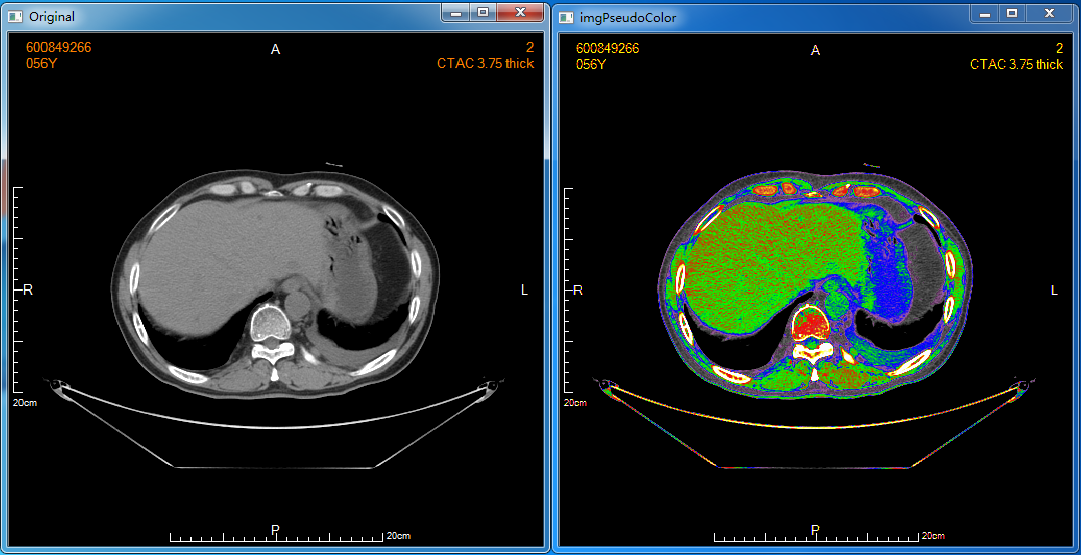 Original
600849266
2
056Y
CTAC 3.75 thick
A
R
L
20cm
P
20cm
imgPseudoColor
600849266
2
056Y
CTAC 3.75 thick
A
R
L
20cm
P
20cm